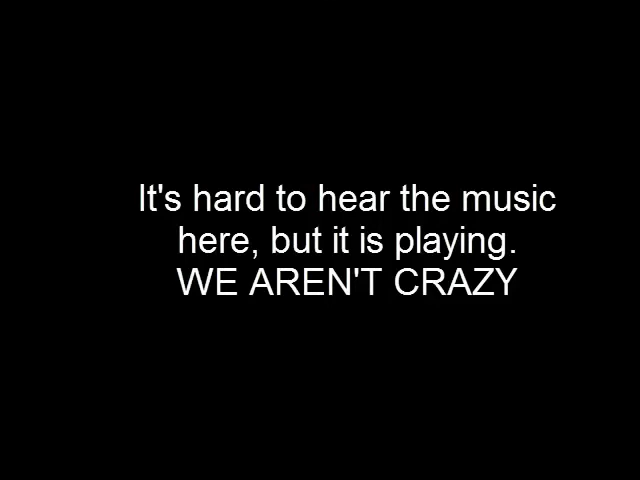 It's hard to hear the music
here, but it is playing.
WE AREN'T CRAZY